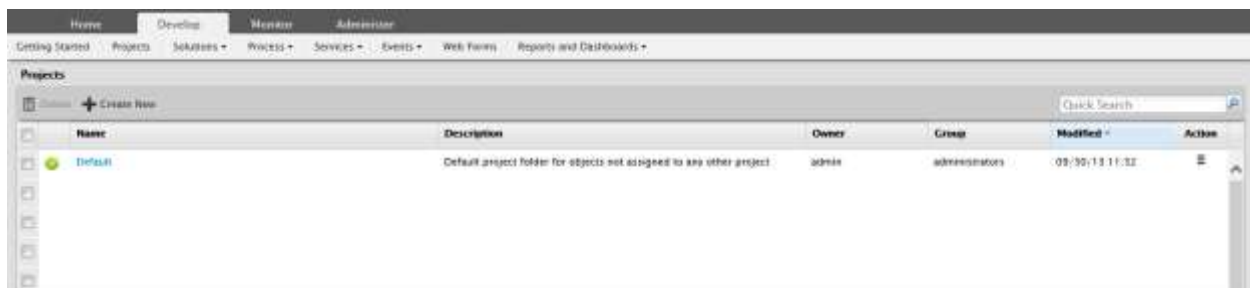 Home Develop Monitor Administer
Getting Started Projects Solutions Process Services Events Web Forms Reports and Dashboards
Projects
Delete Create New Quick Search
Name Description Owner Group Modified Action
Default Default project folder for objects not assigned to any other project admin administrators 09/30/13 11:32